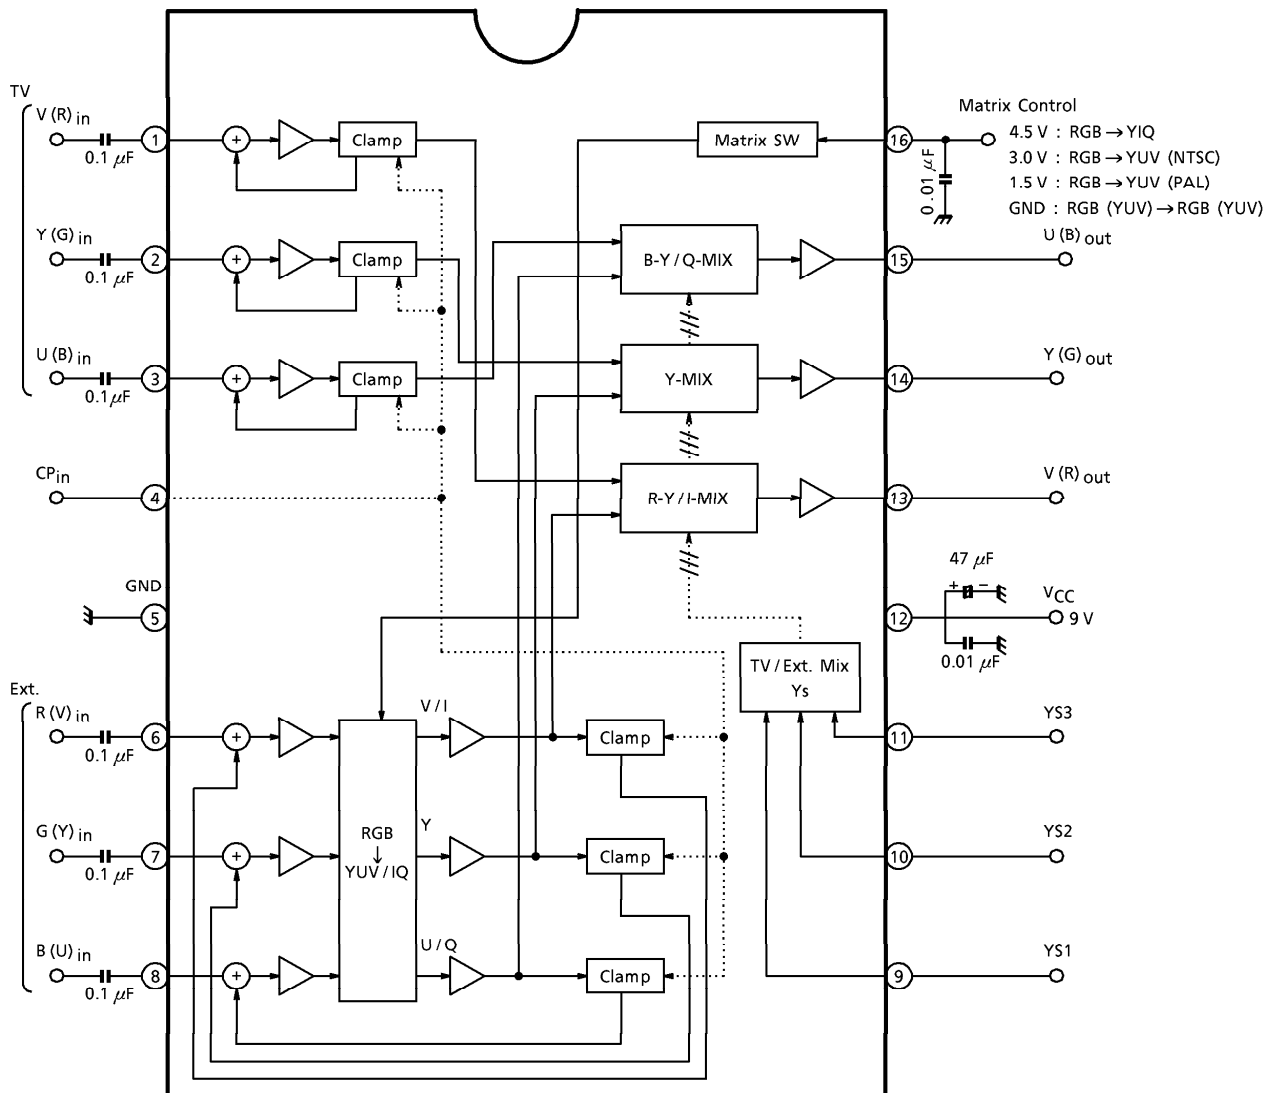 TV
V (R) in
0.1 μF
1
+
Clamp
Y (G) in
0.1 μF
2
+
Clamp
U (B) in
0.1 μF
3
+
Clamp
CP in
4
GND
5
Ext.
R (V) in
0.1 μF
6
+
G (Y) in
0.1 μF
7
+
B (U) in
0.1 μF
8
+
RGB
↓
YUV / IQ
V / I
Y
U / Q
Clamp
Clamp
Clamp
Matrix SW
B-Y / Q-MIX
Y-MIX
R-Y / I-MIX
TV / Ext. Mix
Ys
16
Matrix Control
4.5 V : RGB → YIQ
3.0 V : RGB → YUV (NTSC)
1.5 V : RGB → YUV (PAL)
GND : RGB (YUV) → RGB (YUV)
0.01 μF
15
U (B) out
14
Y (G) out
13
V (R) out
47 μF
+ −
12
VCC
9 V
0.01 μF
11
YS3
10
YS2
9
YS1